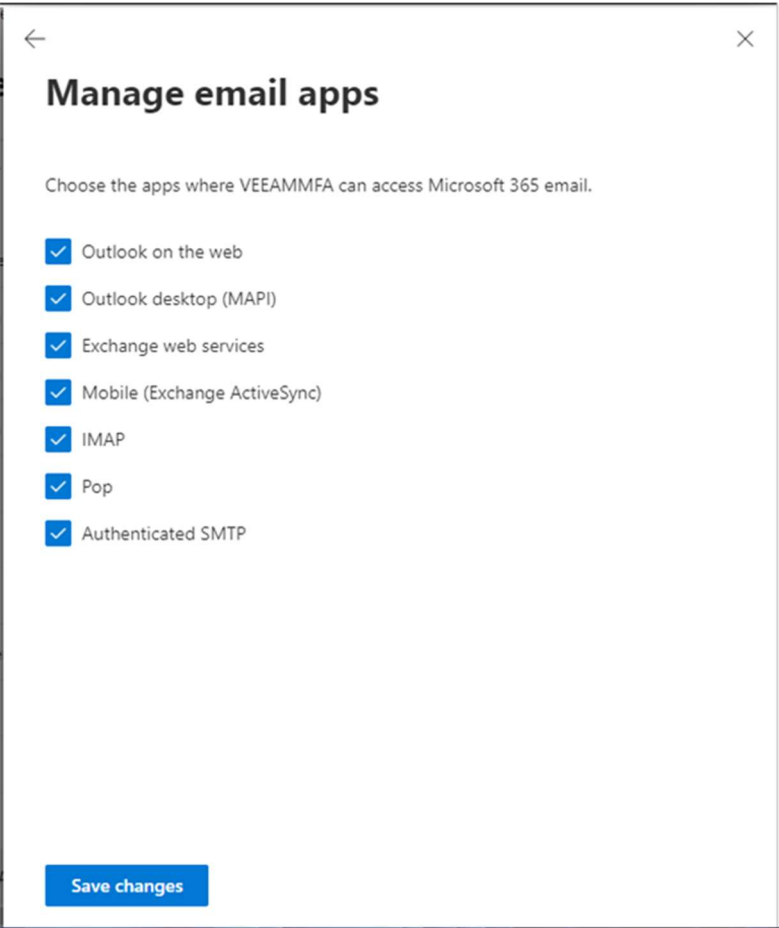 Manage email apps
Choose the apps where VEEAMMFA can access Microsoft 365 email.
Outlook on the web
Outlook desktop (MAPI)
Exchange web services
Mobile (Exchange ActiveSync)
IMAP
Pop
Authenticated SMTP
Save changes